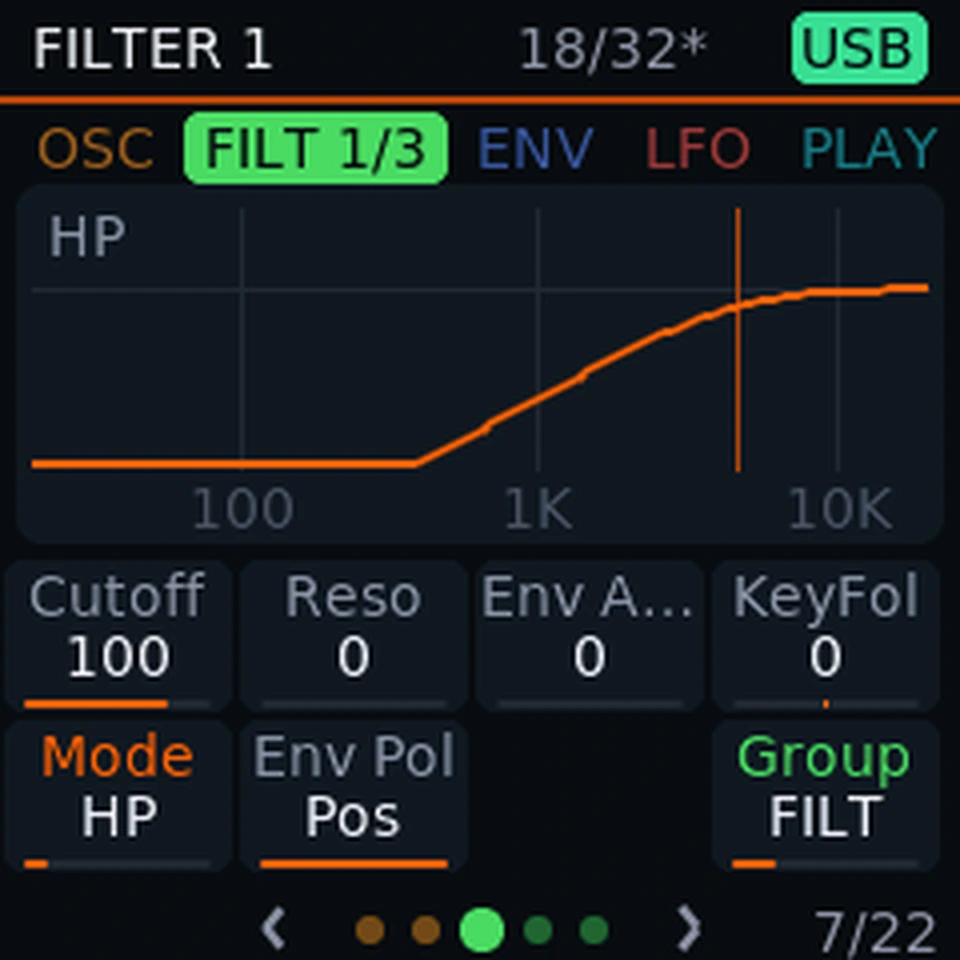 FILTER 1 18/32* USB
OSC FILT 1/3 ENV LFO PLAY
HP
100 1K 10K
Cutoff Reso Env A... KeyFol
100 0 0 0
Mode Env Pol Group
HP Pos FILT
7/22